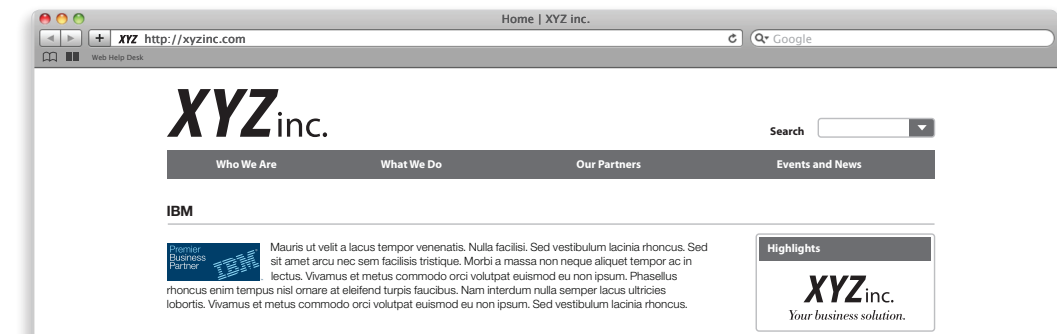 Home | XYZ inc.
XYZ http://xyzinc.com
Google
Web Help Desk
XYZ inc.
Search
Who We Are What We Do Our Partners Events and News
IBM
Premier
Business
Partner
IBM
Mauris ut velit a lacus tempor venenatis. Nulla facilisi. Sed vestibulum lacinia rhoncus. Sed
sit amet arcu nec sem facilisis tristique. Morbi a massa non neque aliquet tempor ac in
lectus. Vivamus et metus commodo orci volutpat euismod eu non ipsum. Phasellus
rhoncus enim tempus nisl ornare at eleifend turpis faucibus. Nam interdum nulla semper lacus ultricies
lobortis. Vivamus et metus commodo orci volutpat euismod eu non ipsum. Sed vestibulum lacinia rhoncus.
Highlights
XYZ inc.
Your business solution.